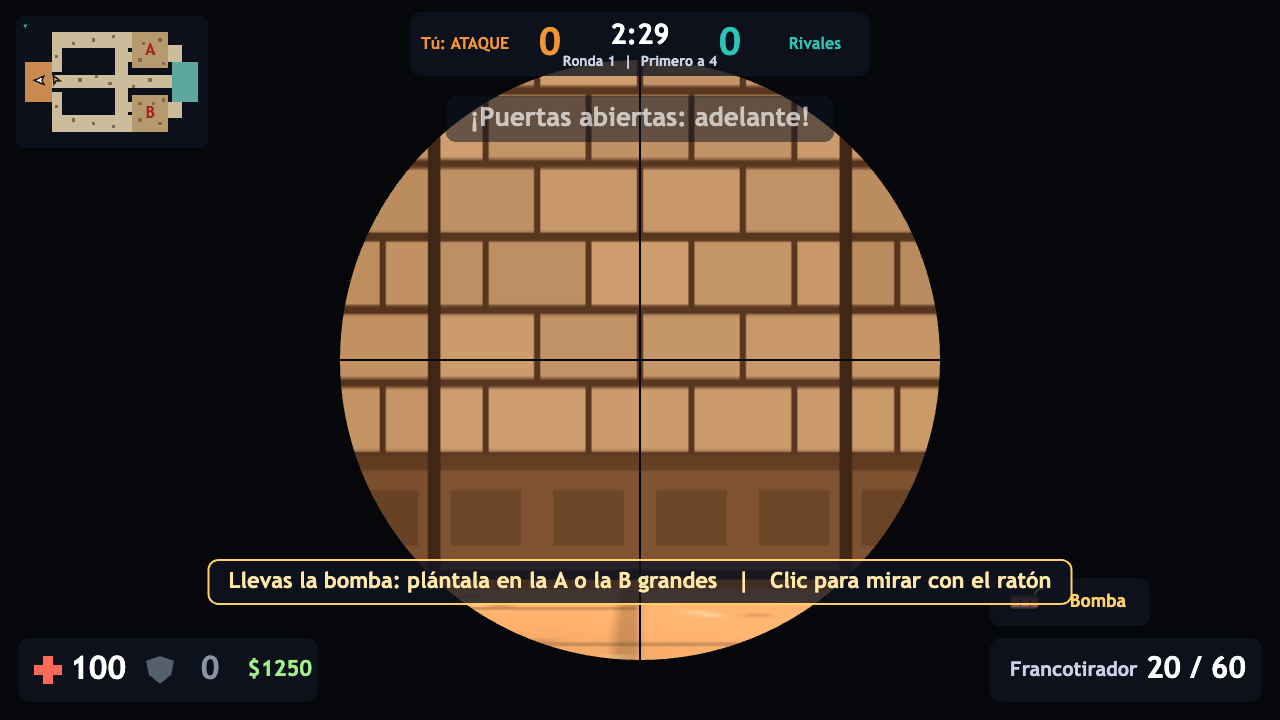 A
B
Tú: ATAQUE
0
2:29
0
Rivales
Ronda 1 | Primero a 4
¡Puertas abiertas: adelante!
Llevas la bomba: plántala en la A o la B grandes | Clic para mirar con el ratón
Bomba
100
0
$1250
Francotirador
20 / 60